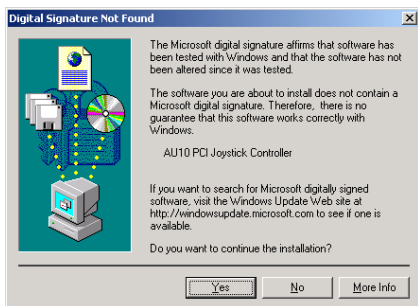 Digital Signature Not Found
The Microsoft digital signature affirms that software has
been tested with Windows and that the software has not
been altered since it was tested.
The software you are about to install does not contain a
Microsoft digital signature. Therefore, there is no
guarantee that this software works correctly with
Windows.
AU10 PCI Joystick Controller
If you want to search for Microsoft digitally signed
software, visit the Windows Update Web site at
http://windowsupdate.microsoft.com to see if one is
available.
Do you want to continue the installation?
Yes No More Info